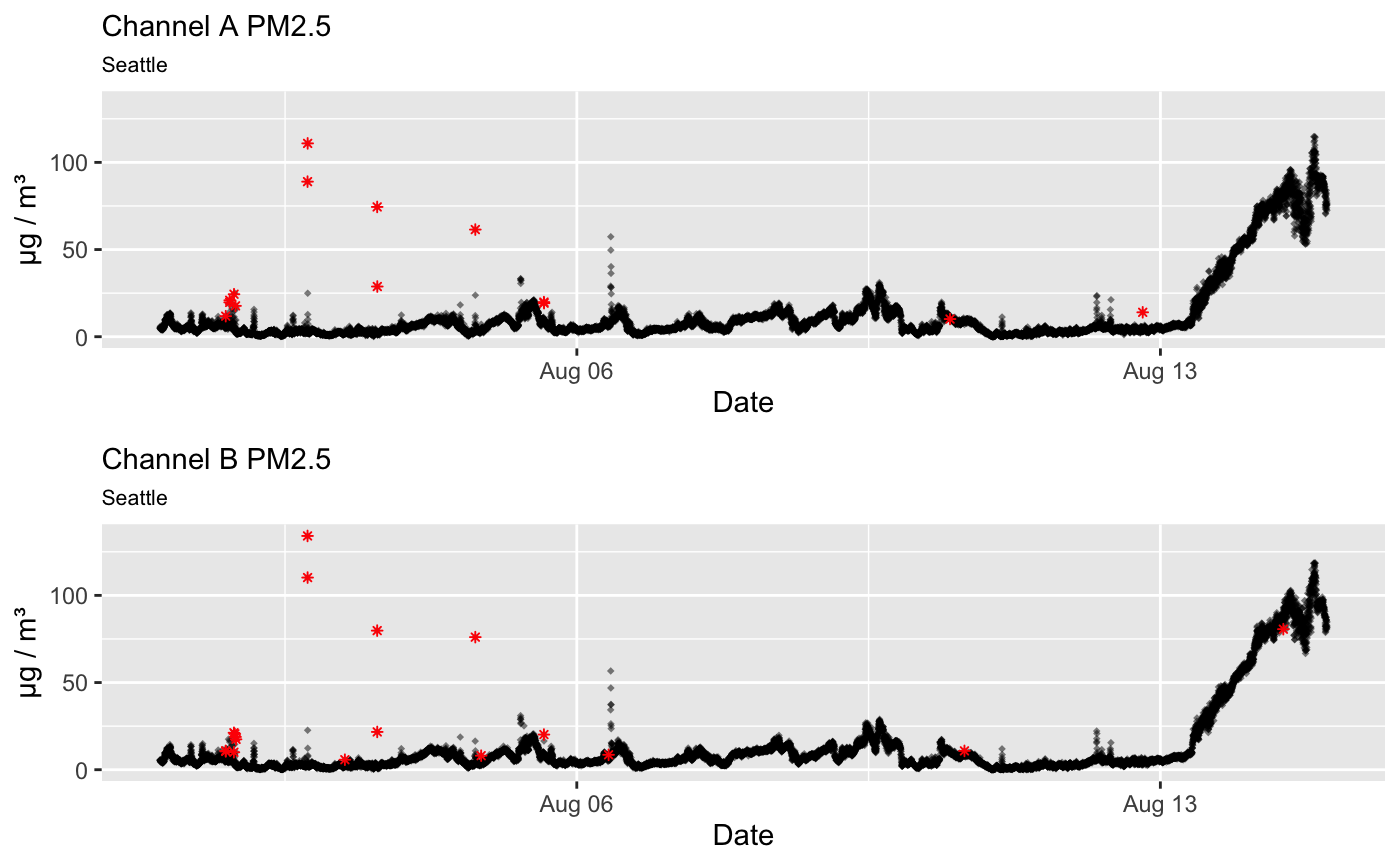 Channel A PM2.5
Seattle
µg / m³
100
50
0
Aug 06
Aug 13
Date
Channel B PM2.5
Seattle
µg / m³
100
50
0
Aug 06
Aug 13
Date